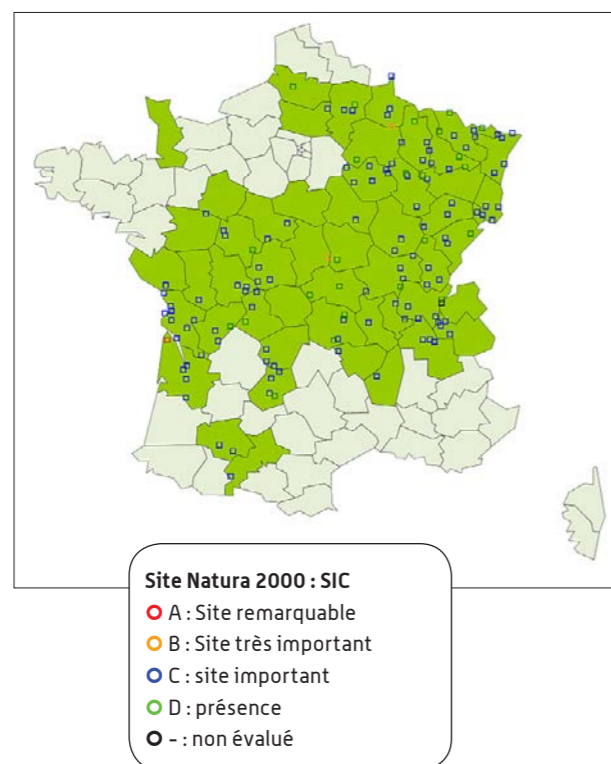 Site Natura 2000 : SIC
A : Site remarquable
B : Site très important
C : site important
D : présence
- : non évalué